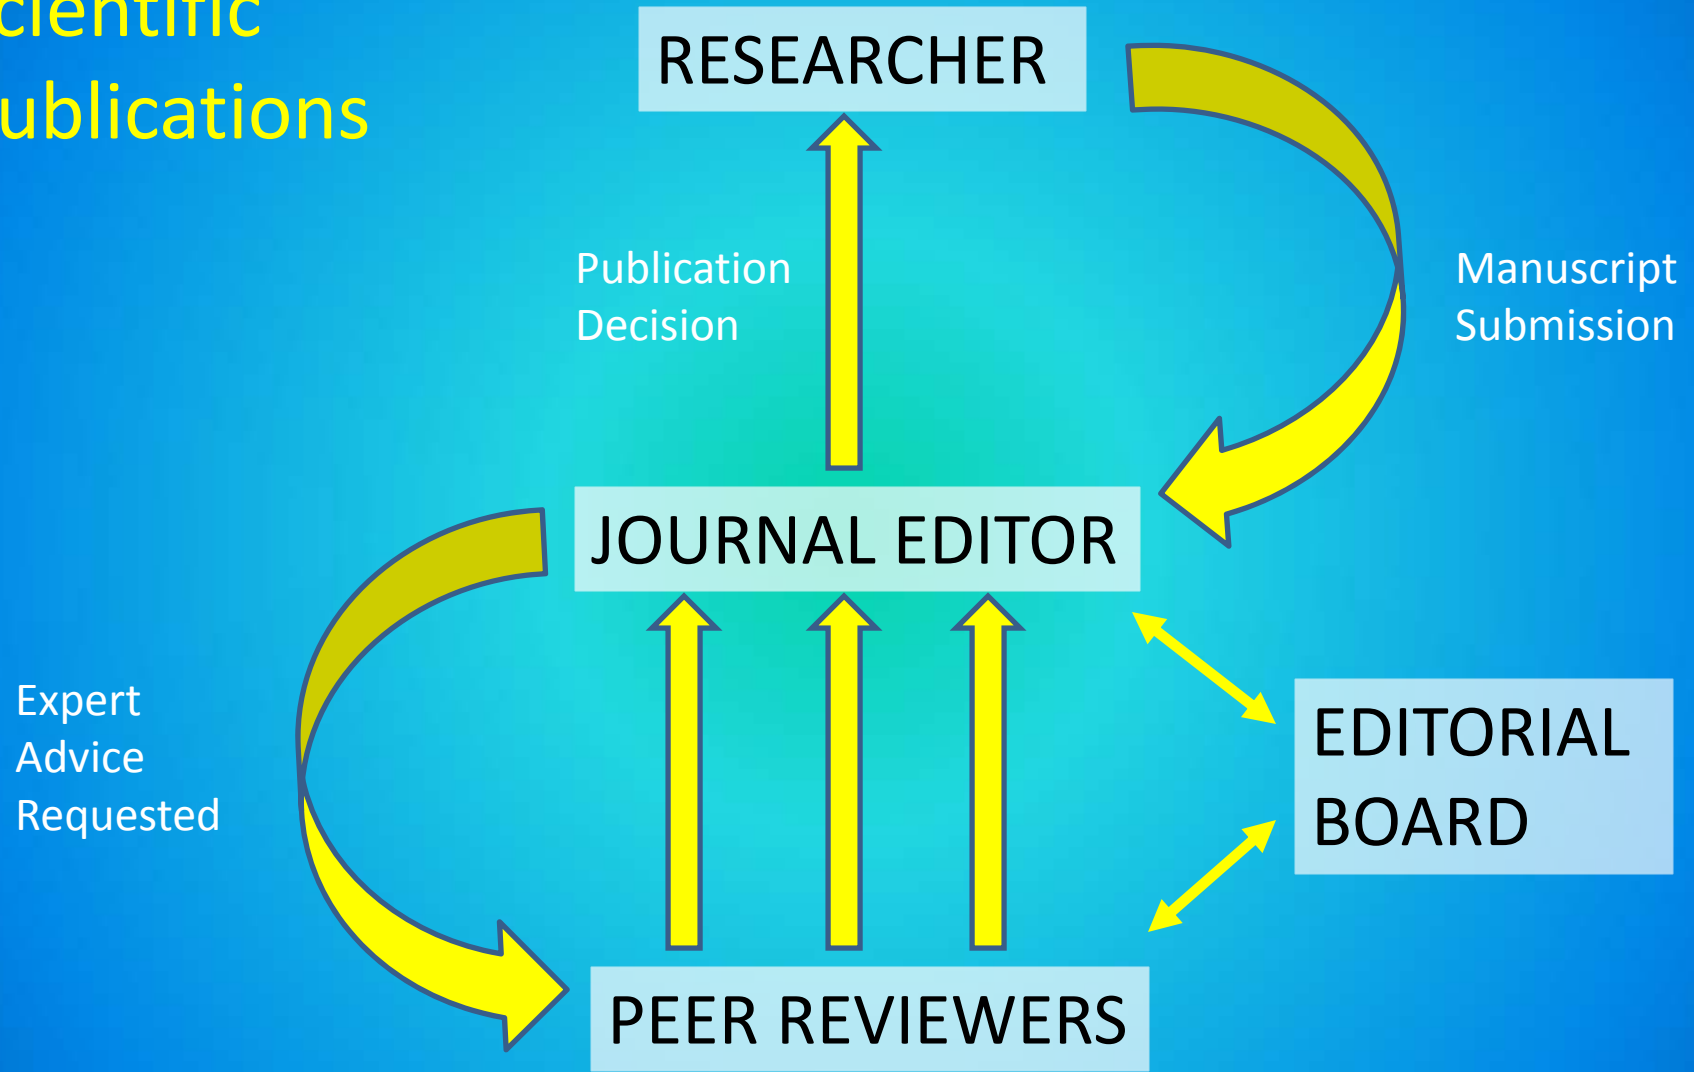 cientific
ublications
RESEARCHER
Publication
Decision
Manuscript
Submission
JOURNAL EDITOR
Expert
Advice
Requested
EDITORIAL
BOARD
PEER REVIEWERS